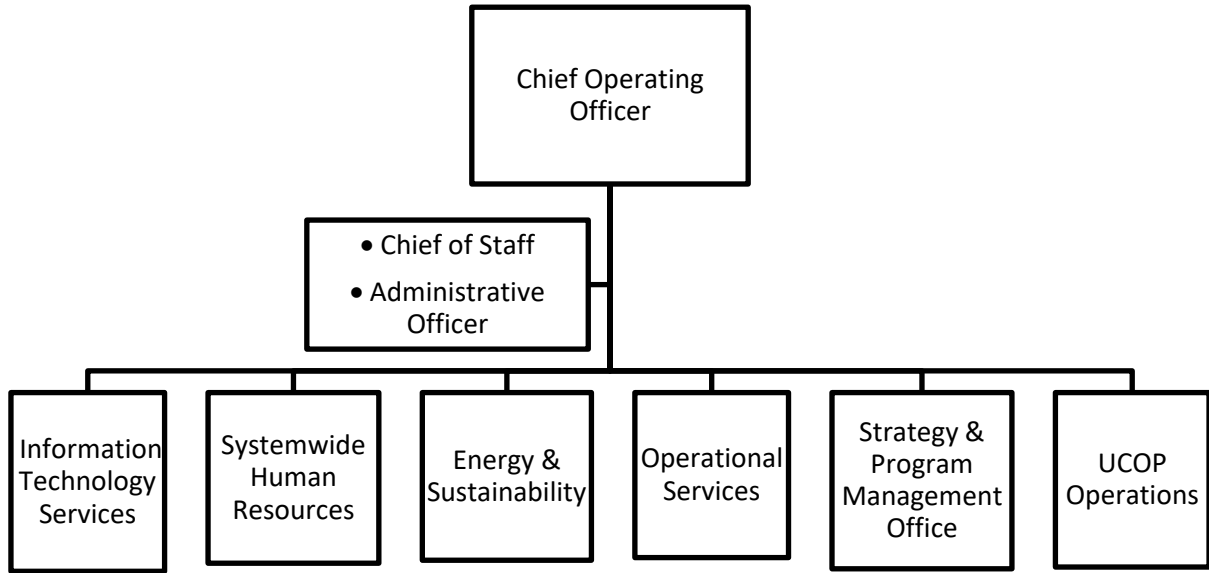 Chief Operating
Officer
• Chief of Staff
• Administrative
Officer
Information
Technology
Services
Systemwide
Human
Resources
Energy &
Sustainability
Operational
Services
Strategy &
Program
Management
Office
UCOP
Operations